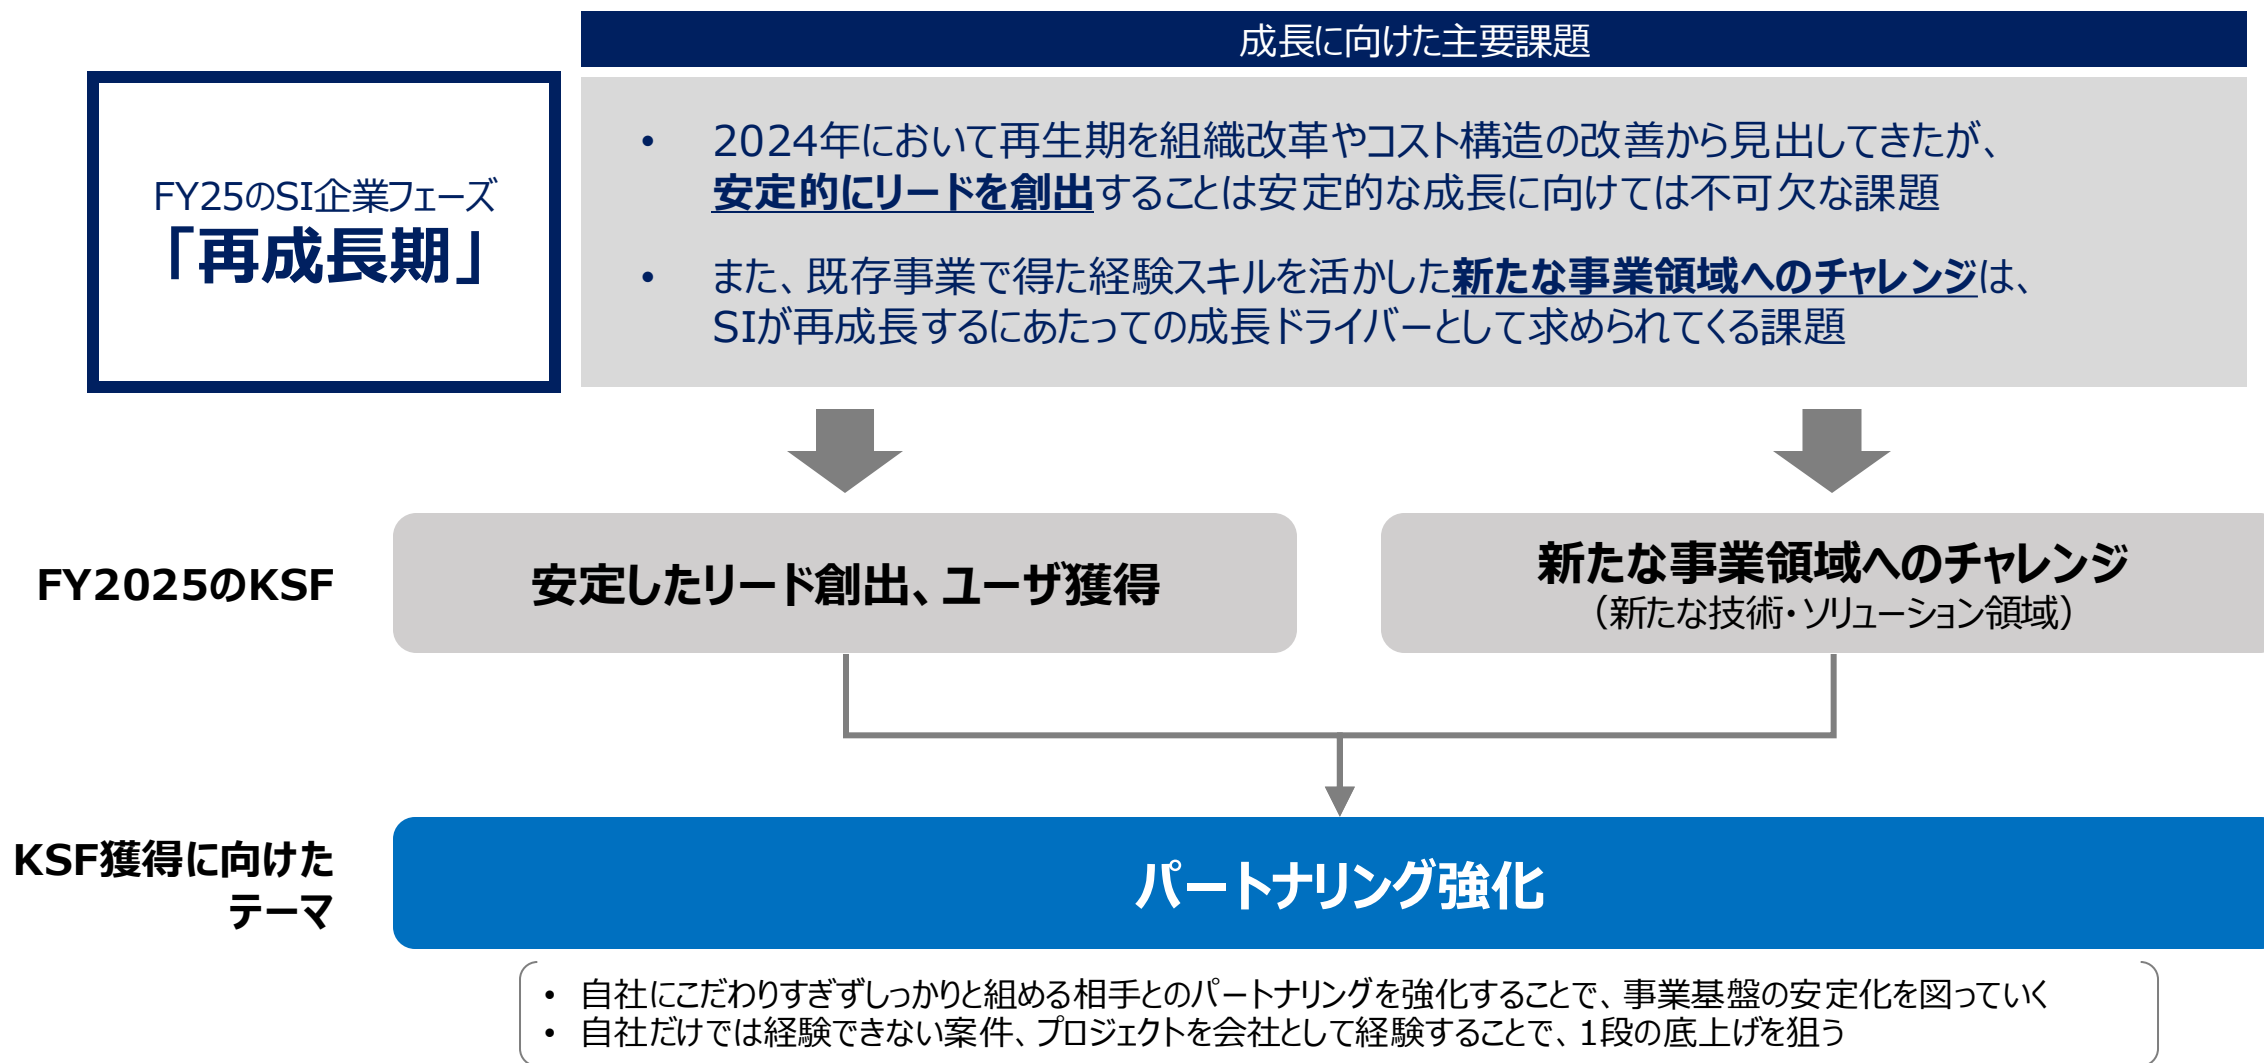 成長に向けた主要課題
FY25のSI企業フェーズ
「再成長期」
• 2024年において再生期を組織改革やコスト構造の改善から見出してきたが、
安定的にリードを創出することは安定的な成長に向けては不可欠な課題
• また、既存事業で得た経験スキルを活かした新たな事業領域へのチャレンジは、
SIが再成長するにあたっての成長ドライバーとして求められてくる課題
FY2025のKSF
安定したリード創出、ユーザ獲得
新たな事業領域へのチャレンジ
（新たな技術・ソリューション領域）
KSF獲得に向けた
テーマ
パートナリング強化
• 自社にこだわりすぎずしっかりと組める相手とのパートナリングを強化することで、事業基盤の安定化を図っていく
• 自社だけでは経験できない案件、プロジェクトを会社として経験することで、1段の底上げを狙う